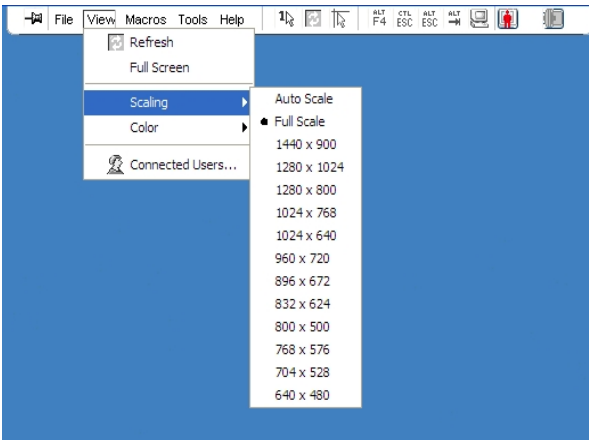 File View Macros Tools Help 1 ALT F4 CTL ESC ALT ESC ALT
Refresh
Full Screen
Scaling
Color
Connected Users...
Auto Scale
Full Scale
1440 x 900
1280 x 1024
1280 x 800
1024 x 768
1024 x 640
960 x 720
896 x 672
832 x 624
800 x 500
768 x 576
704 x 528
640 x 480